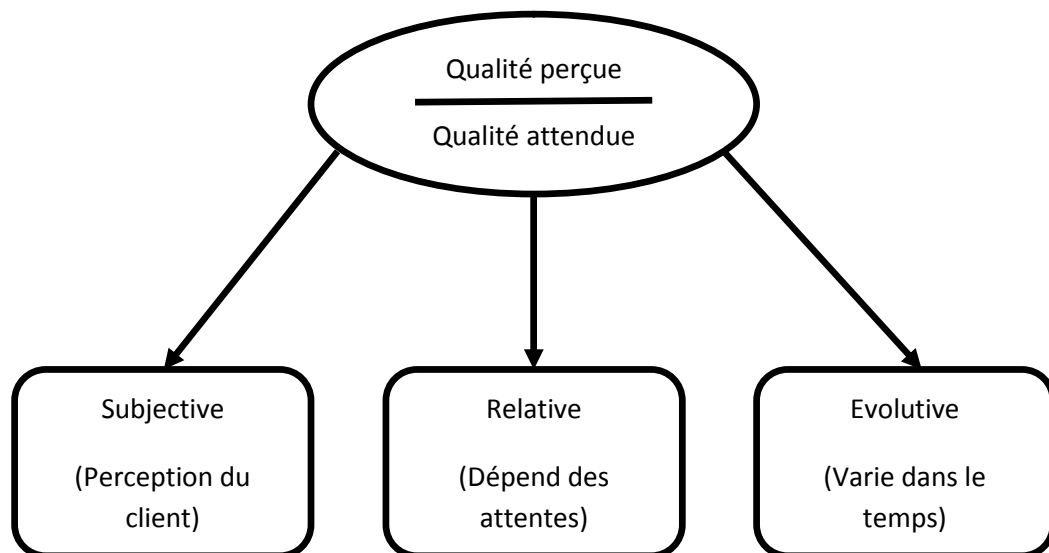 Qualité perçue
Qualité attendue
Subjective
(Perception du
client)
Relative
(Dépend des
attentes)
Evolutive
(Varie dans le
temps)